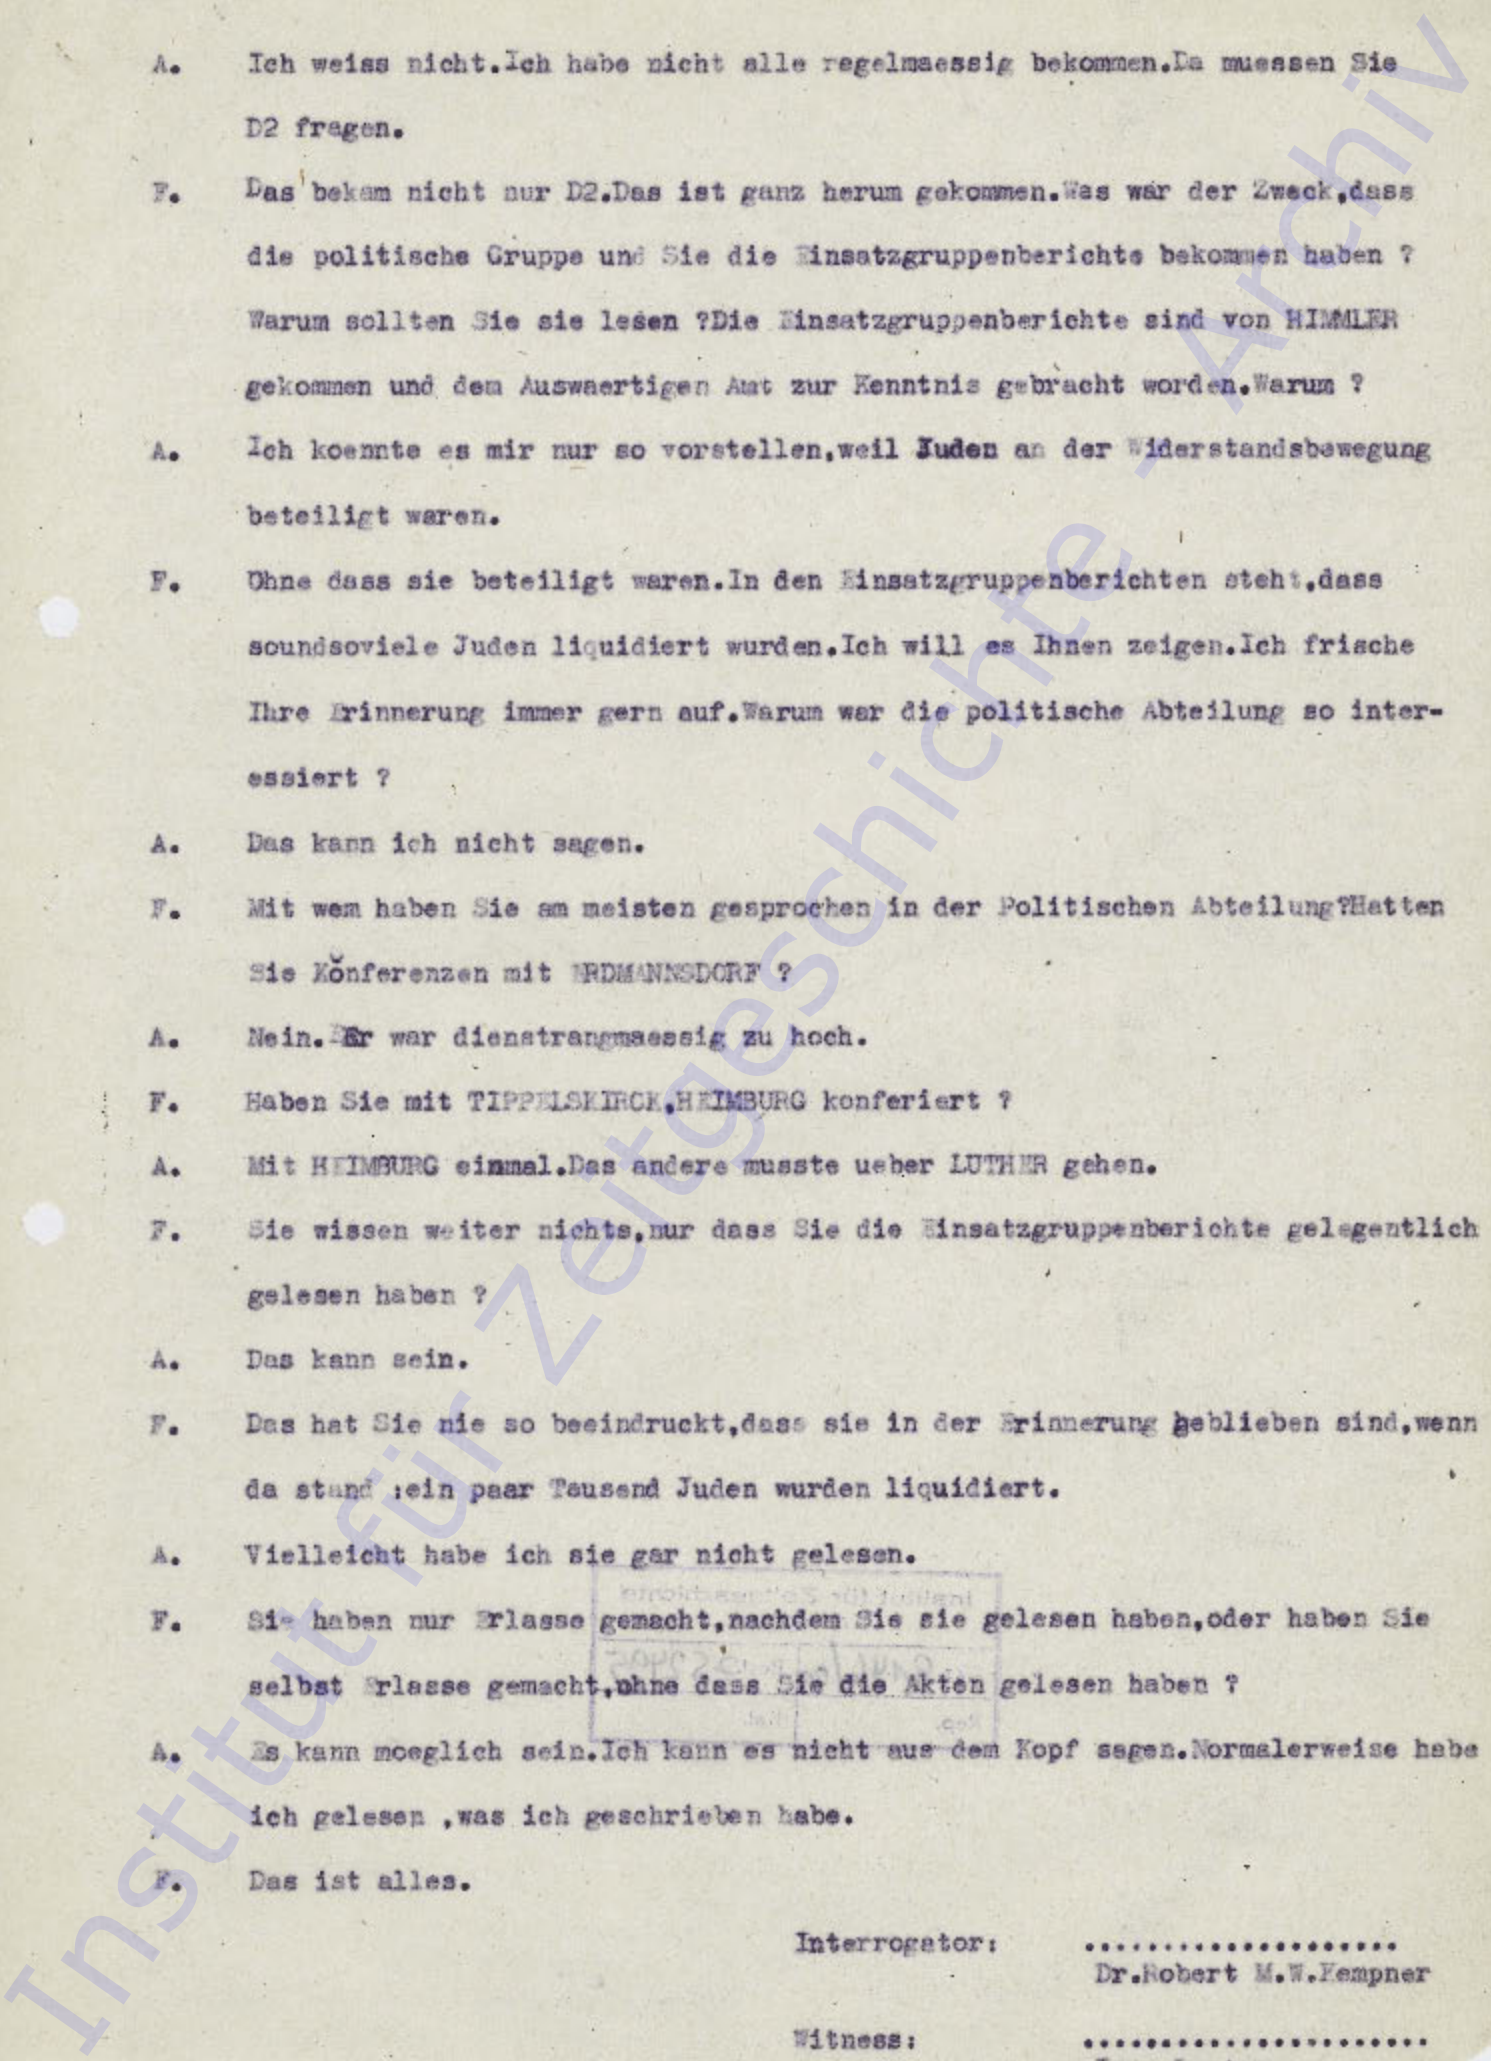 A. Ich weiss nicht.Ich habe nicht alle regelmaessig bekommen.Da muessen Sie
D2 fragen.
F. Das bekam nicht nur D2.Das ist ganz herum gekommen.Was war der Zweck,dass
die politische Gruppe und Sie die Einsatzgruppenberichte bekommen haben ?
Warum sollten Sie sie lesen ?Die Einsatzgruppenberichte sind von HIMMLER
gekommen und dem Auswaertigen Amt zur Kenntnis gebracht worden.Warum ?
A. Ich koennte es mir nur so vorstellen,weil Juden an der Widerstandsbewegung
beteiligt waren.
F. Ohne dass sie beteiligt waren.In den Einsatzgruppenberichten steht,dass
soundsoviele Juden liquidiert wurden.Ich will es Ihnen zeigen.Ich frische
Ihre Erinnerung immer gern auf.Warum war die politische Abteilung so inter-
essiert ?
A. Das kann ich nicht sagen.
F. Mit wem haben Sie am meisten gesprochen in der Politischen Abteilung?Hatten
Sie Konferenzen mit ERDMANNSDORF ?
A. Nein. Er war dienstrangmaessig zu hoch.
F. Haben Sie mit TIPPELSKIRCK,HEIMBURG konferiert ?
A. Mit HEIMBURG einmal.Das andere musste ueber LUTHER gehen.
F. Sie wissen weiter nichts,nur dass Sie die Einsatzgruppenberichte gelegentlich
gelesen haben ?
A. Das kann sein.
F. Das hat Sie nie so beeindruckt,dass sie in der Erinnerung geblieben sind,wenn
da stand :ein paar Tausend Juden wurden liquidiert.
A. Vielleicht habe ich sie gar nicht gelesen.
F. Sie haben nur Erlasse gemacht,nachdem Sie sie gelesen haben,oder haben Sie
selbst Erlasse gemacht,ohne dass Sie die Akten gelesen haben ?
A. Es kann moeglich sein.Ich kann es nicht aus dem Kopf sagen.Normalerweise habe
ich gelesen ,was ich geschrieben habe.
F. Das ist alles.
Interrogator: ....................
Dr.Robert M.W.Kempner
Witness: ......................
Institut für Zeitgeschichte - Archiv